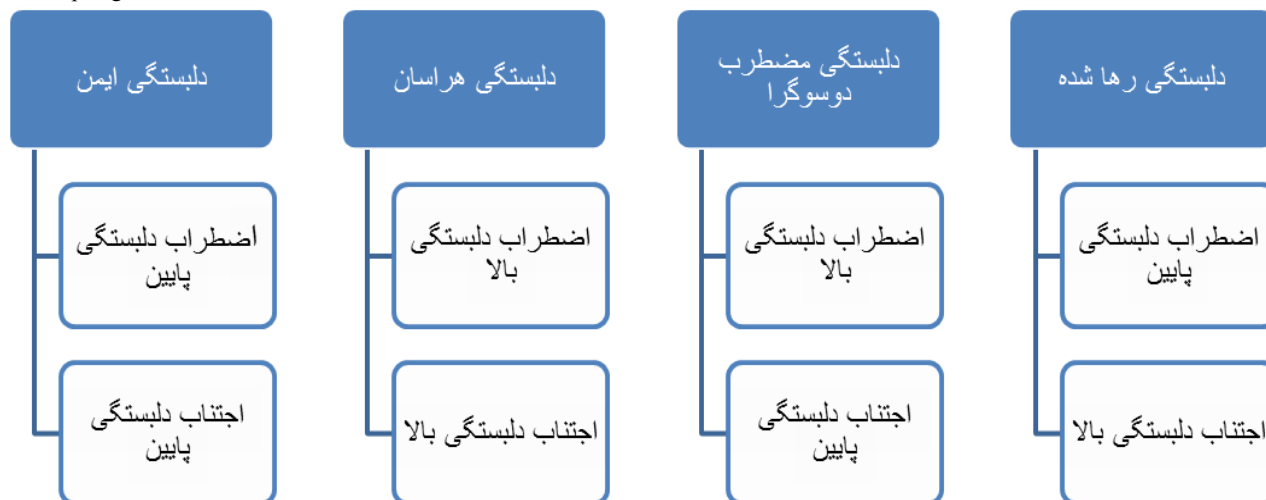 دلبستگی ایمن
اضطراب دلبستگی
پایین
اجتناب دلبستگی
پایین
دلبستگی هراسان
اضطراب دلبستگی
بالا
اجتناب دلبستگی بالا
دلبستگی مضطرب
دوسوگرا
اضطراب دلبستگی
بالا
اجتناب دلبستگی
پایین
دلبستگی رها شده
اضطراب دلبستگی
پایین
اجتناب دلبستگی بالا